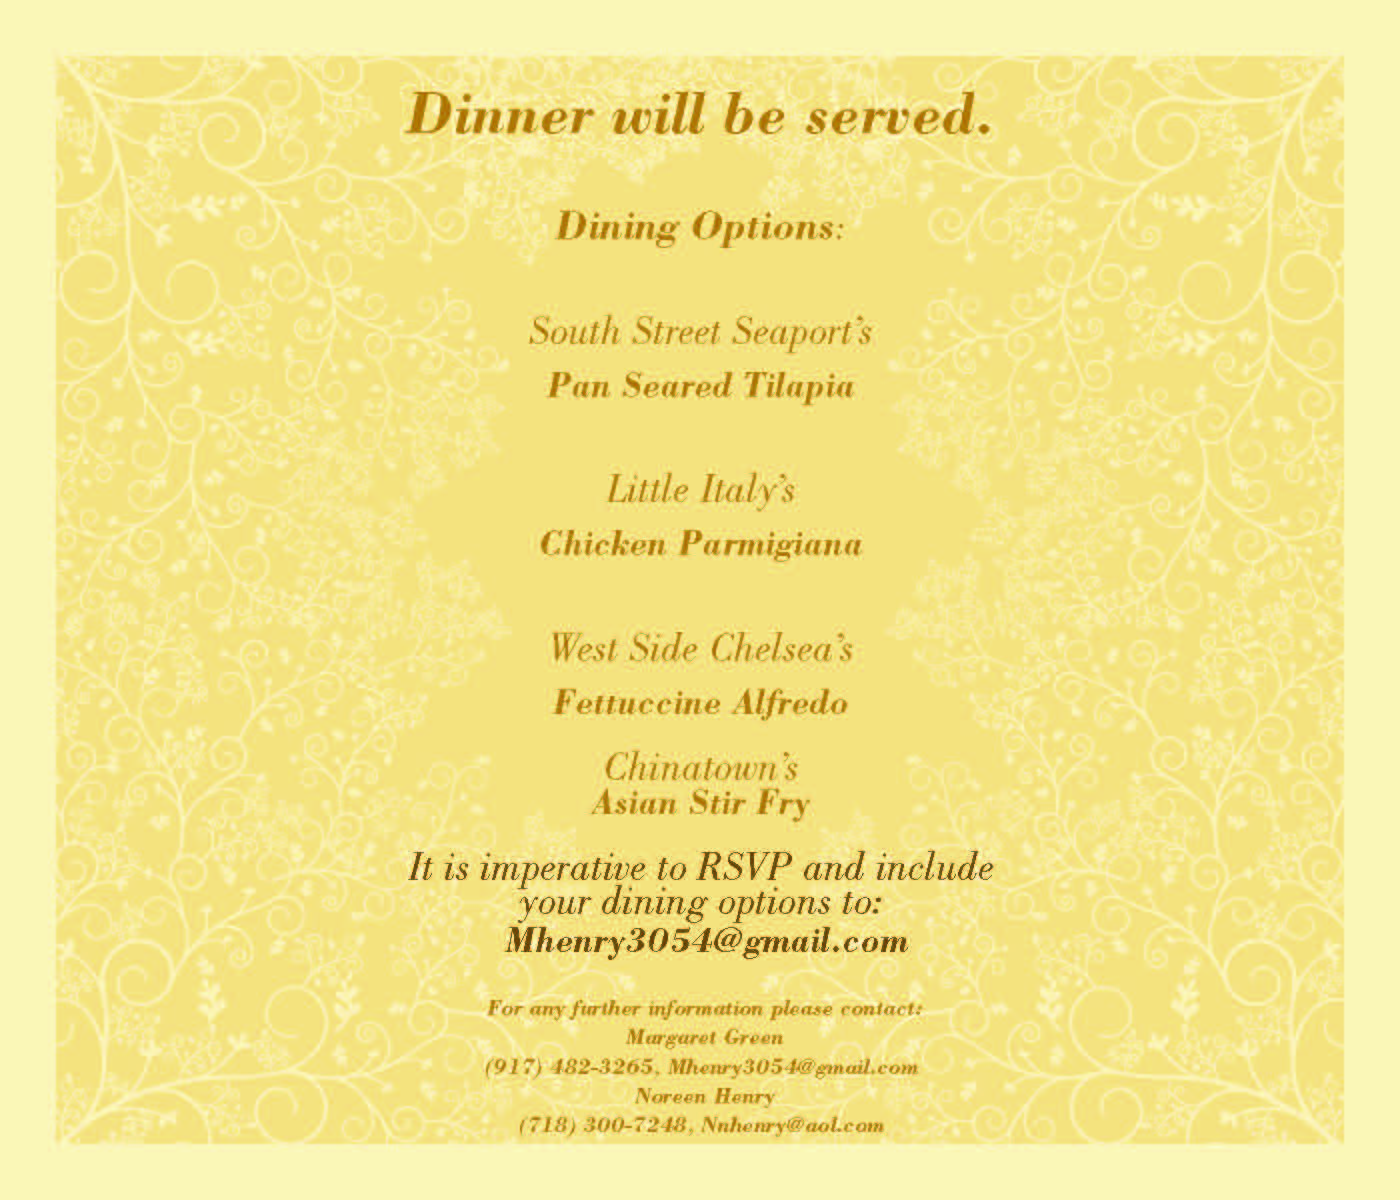 Dinner will be served.
Dining Options:
South Street Seaport’s
Pan Seared Tilapia
Little Italy’s
Chicken Parmigiana
West Side Chelsea’s
Fettuccine Alfredo
Chinatown’s
Asian Stir Fry
It is imperative to RSVP and include
your dining options to:
Mhenry3054@gmail.com
For any further information please contact:
Margaret Green
(917) 482-3265, Mhenry3054@gmail.com
Noreen Henry
(718) 300-7248, Nnhenry@aol.com